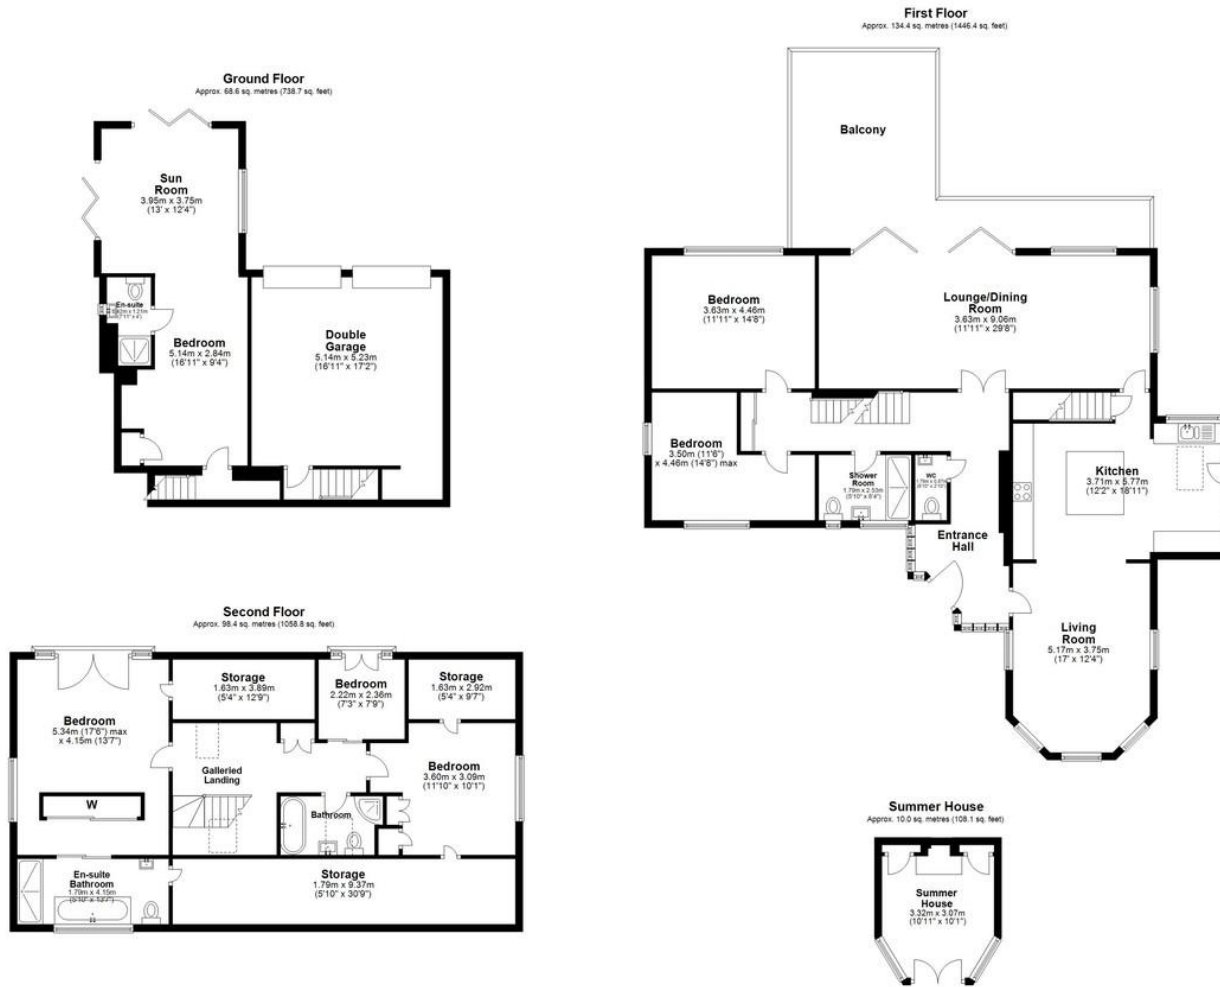 First Floor
Approx. 134.4 sq. metres (1446.4 sq. feet)
Balcony
Bedroom
3.63m x 4.46m
(11'11" x 14'8")
Lounge/Dining
Room
3.63m x 9.06m
(11'11" x 29'8")
Bedroom
3.50m (11'6")
x 4.46m (14'8") max
Shower
Room
1.79m x 2.53m
(5'10" x 8'4")
WC
Kitchen
3.71m x 5.77m
(12'2" x 18'11")
Entrance
Hall
Living
Room
5.17m x 3.75m
(17' x 12'4")
Ground Floor
Approx. 68.6 sq. metres (738.7 sq. feet)
Sun
Room
3.95m x 3.75m
(13' x 12'4")
En-suite
Bedroom
5.14m x 2.84m
(16'11" x 9'4")
Double
Garage
5.14m x 5.23m
(16'11" x 17'2")
Second Floor
Approx. 98.4 sq. metres (1058.8 sq. feet)
Storage
1.63m x 3.89m
(5'4" x 12'9")
Bedroom
2.22m x 2.36m
(7'3" x 7'9")
Storage
1.63m x 2.92m
(5'4" x 9'7")
Bedroom
5.34m (17'6") max
x 4.15m (13'7")
Galleried
Landing
Bedroom
3.60m x 3.09m
(11'10" x 10'1")
W
Bathroom
En-suite
Bathroom
1.79m x 4.15m
(5'10" x 13'7")
Storage
1.79m x 9.37m
(5'10" x 30'9")
Summer House
Approx. 10.0 sq. metres (108.1 sq. feet)
Summer
House
3.32m x 3.07m
(10'11" x 10'1")